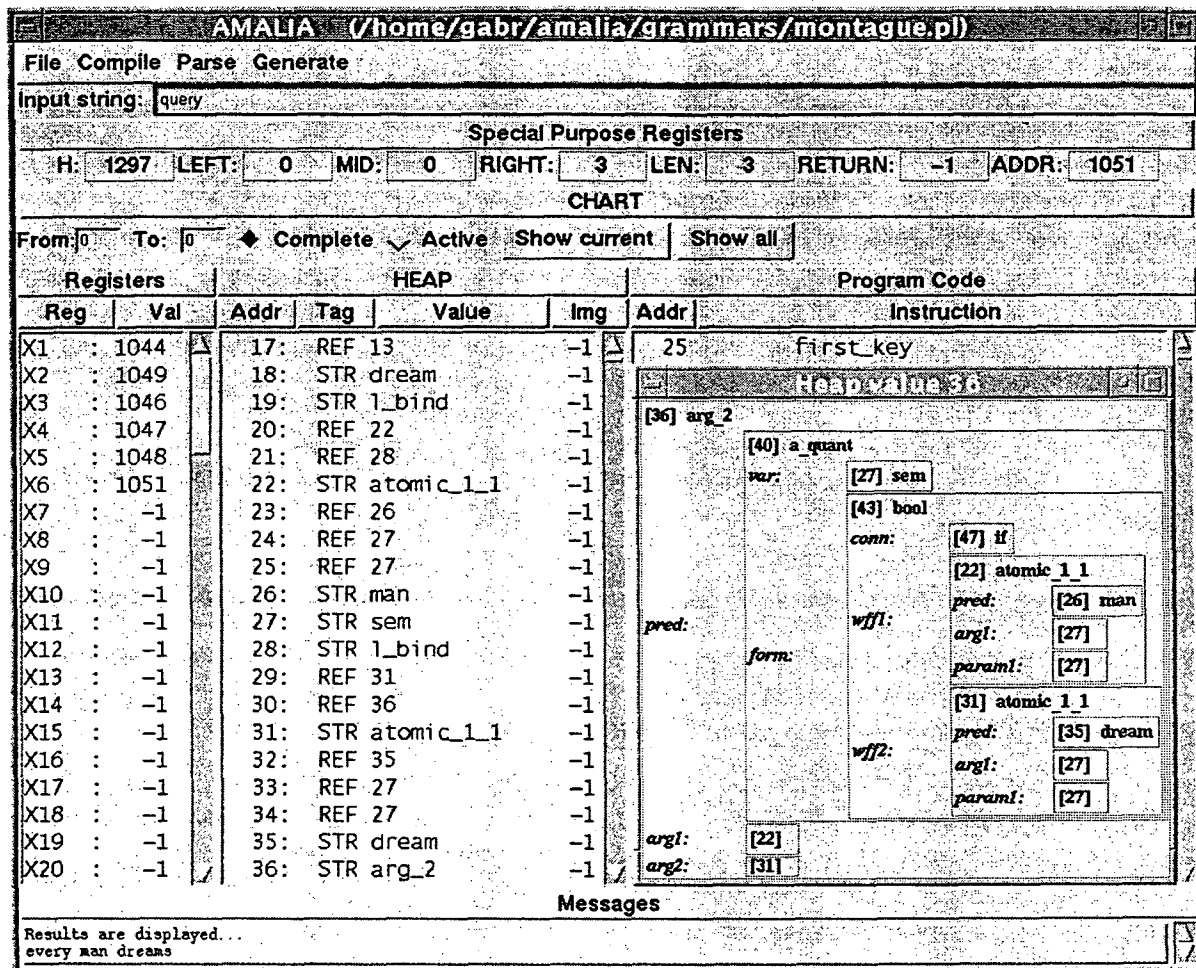 AMALIA (/home/gabr/amalia/grammars/montague.pl)
File Compile Parse Generate
Input string: query
Special Purpose Registers
H: 1297 LEFT: 0 MID: 0 RIGHT: 3 LEN: 3 RETURN: -1 ADDR: 1051
CHART
From: 0 To: 0 Complete Active Show current Show all
Registers HEAP Program Code
Reg Val Addr Tag Value Img Addr Instruction
X1 : 1044 17: REF 13 -1 25 first_key
X2 : 1049 18: STR dream -1 Heap value 36
X3 : 1046 19: STR l_bind -1 [36] arg_2
X4 : 1047 20: REF 22 -1 [40] a_quant
X5 : 1048 21: REF 28 -1 var: [27] sem
X6 : 1051 22: STR atomic_1_1 -1 [43] bool
X7 : -1 23: REF 26 -1 conn: [47] if
X8 : -1 24: REF 27 -1 [22] atomic_1_1
X9 : -1 25: REF 27 -1 pred: [26] man
X10 : -1 26: STR man -1 wff1:
X11 : -1 27: STR sem -1 pred: arg1: [27]
X12 : -1 28: STR l_bind -1 form: param1: [27]
X13 : -1 29: REF 31 -1
X14 : -1 30: REF 36 -1 [31] atomic_1_1
X15 : -1 31: STR atomic_1_1 -1 pred: [35] dream
X16 : -1 32: REF 35 -1 wff2: arg1: [27]
X17 : -1 33: REF 27 -1 param1: [27]
X18 : -1 34: REF 27 -1
X19 : -1 35: STR dream -1 arg1: [22]
X20 : -1 36: STR arg_2 -1 arg2: [31]
Messages
Results are displayed...
every man dreams